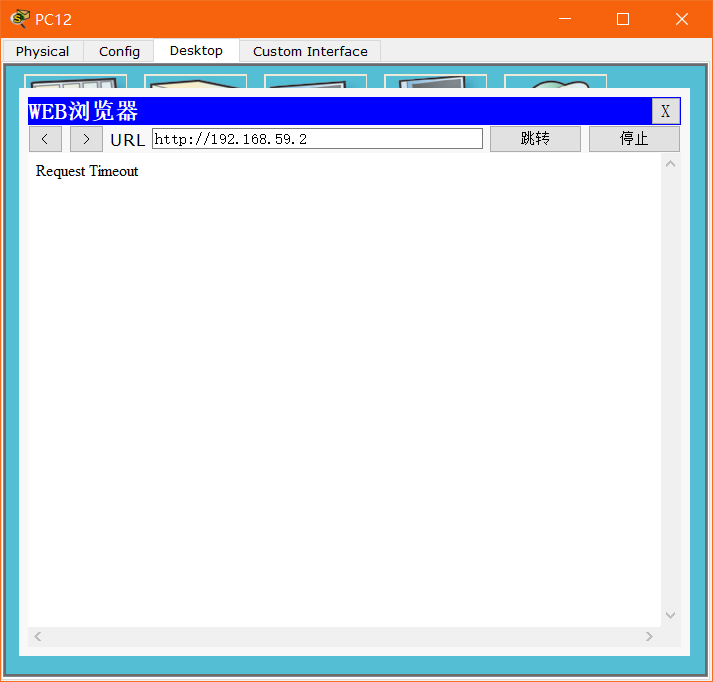 PC12
Physical Config Desktop Custom Interface
WEB浏览器 X
< > URL http://192.168.59.2 跳转 停止
Request Timeout